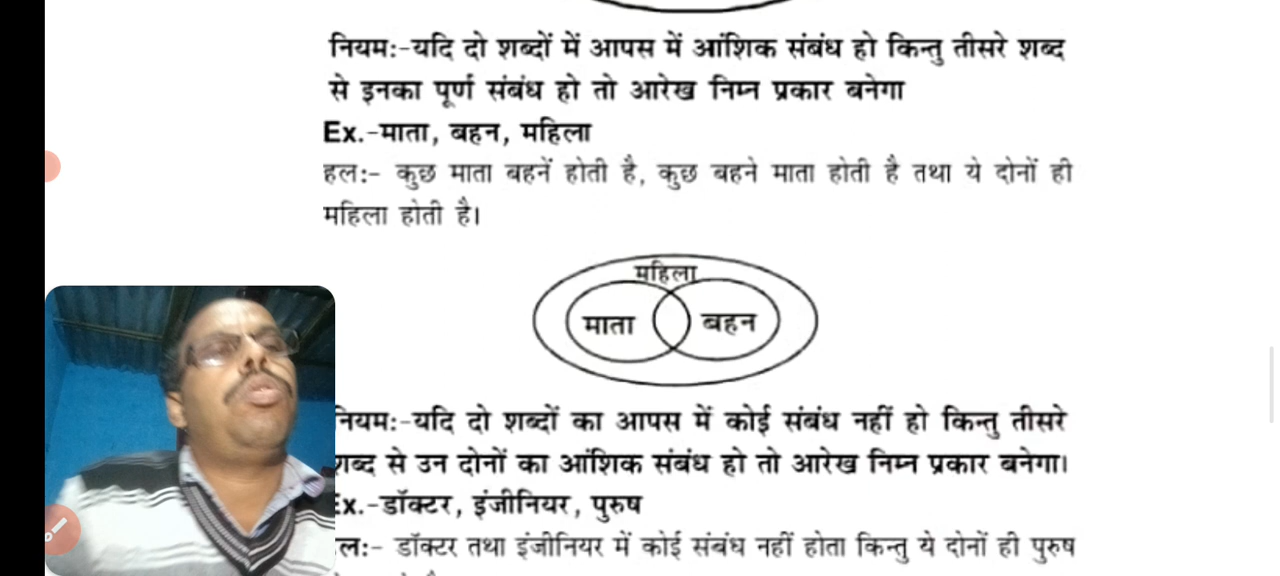 नियम:-यदि दो शब्दों में आपस में आंशिक संबंध हो किन्तु तीसरे शब्द
से इनका पूर्ण संबंध हो तो आरेख निम्न प्रकार बनेगा
Ex.-माता, बहन, महिला
हल:- कुछ माता बहनें होती है, कुछ बहने माता होती है तथा ये दोनों ही
महिला होती है।
महिला
माता
बहन
नियम:-यदि दो शब्दों का आपस में कोई संबंध नहीं हो किन्तु तीसरे
शब्द से उन दोनों का आंशिक संबंध हो तो आरेख निम्न प्रकार बनेगा।
Ex.-डॉक्टर, इंजीनियर, पुरुष
ल:- डॉक्टर तथा इंजीनियर में कोई संबंध नहीं होता किन्तु ये दोनों ही पुरुष